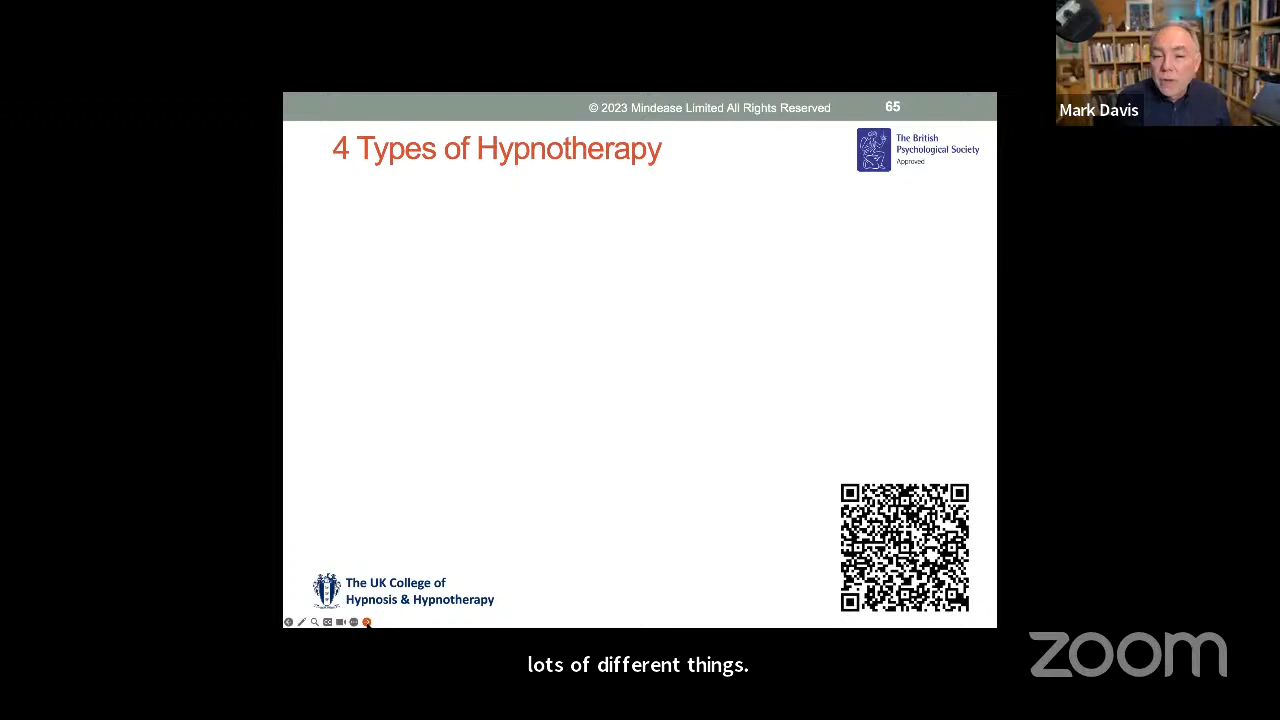 Mark Davis
© 2023 Mindease Limited All Rights Reserved
65
4 Types of Hypnotherapy
The British
Psychological Society
Approved
The UK College of
Hypnosis & Hypnotherapy
lots of different things.
zoom